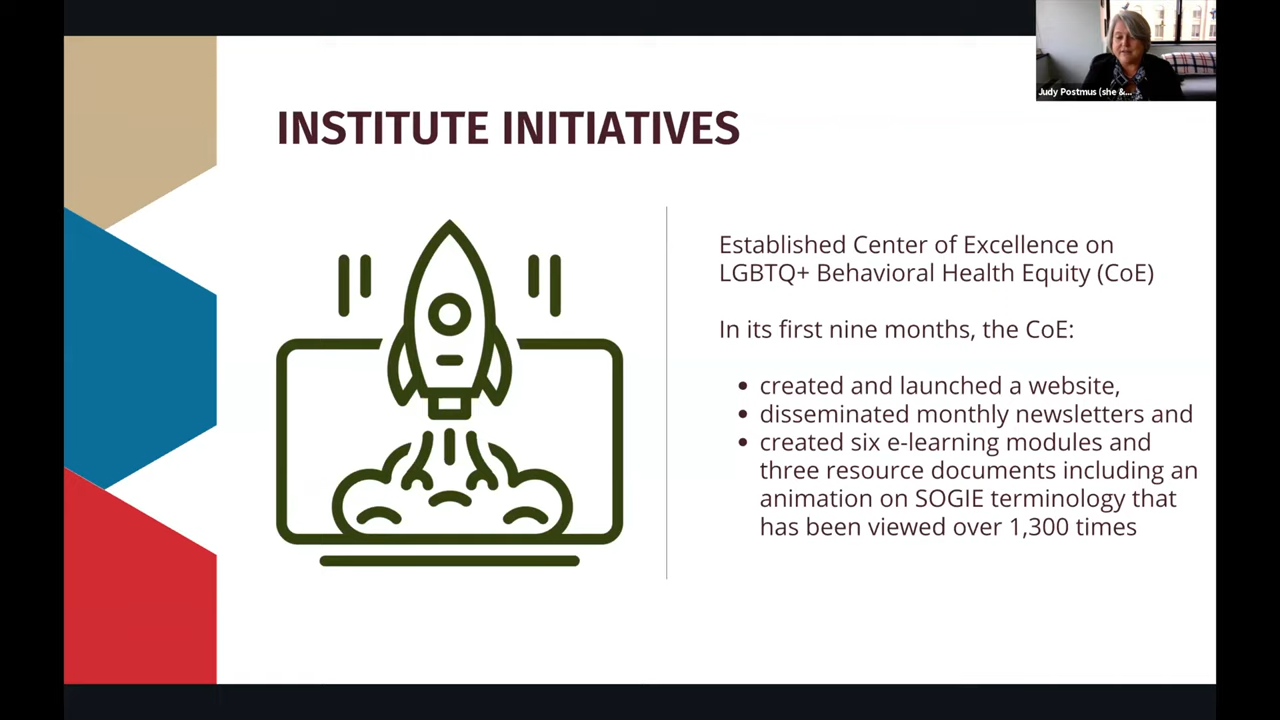 Judy Postmus (she &...
INSTITUTE INITIATIVES
Established Center of Excellence on
LGBTQ+ Behavioral Health Equity (CoE)
In its first nine months, the CoE:
• created and launched a website,
• disseminated monthly newsletters and
• created six e-learning modules and
three resource documents including an
animation on SOGIE terminology that
has been viewed over 1,300 times